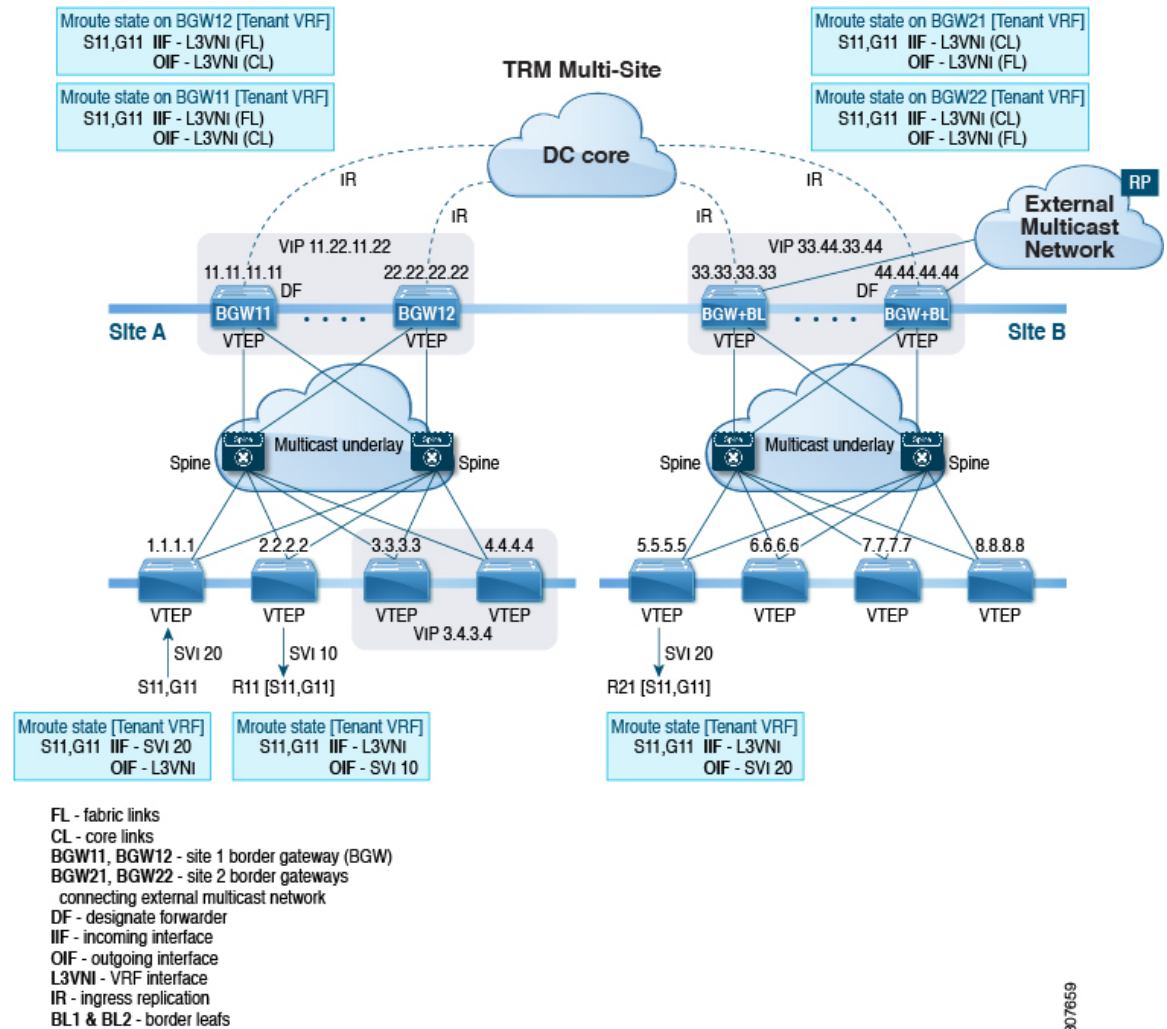 Mroute state on BGW12 [Tenant VRF]
S11,G11 IIF - L3VNI (FL)
OIF - L3VNI (CL)
Mroute state on BGW11 [Tenant VRF]
S11,G11 IIF - L3VNI (FL)
OIF - L3VNI (CL)
TRM Multi-Site
DC core
Mroute state on BGW21 [Tenant VRF]
S11,G11 IIF - L3VNI (CL)
OIF - L3VNI (FL)
Mroute state on BGW22 [Tenant VRF]
S11,G11 IIF - L3VNI (CL)
OIF - L3VNI (FL)
IR
IR
IR
IR
RP
External
Multicast
Network
VIP 11.22.11.22
11.11.11.11
22.22.22.22
DF
BGW11
BGW12
VTEP
VTEP
Site A
VIP 33.44.33.44
33.33.33.33
44.44.44.44
DF
BGW+BL
BGW+BL
VTEP
VTEP
Site B
Spine
Spine
Multicast underlay
Spine
Spine
Spine
Spine
Multicast underlay
Spine
Spine
1.1.1.1
2.2.2.2
3.3.3.3
4.4.4.4
5.5.5.5
6.6.6.6
7.7.7.7
8.8.8.8
VTEP
VTEP
VTEP
VTEP
VIP 3.4.3.4
VTEP
VTEP
VTEP
VTEP
SVI 20
SVI 10
SVI 20
S11,G11
R11 [S11,G11]
R21 [S11,G11]
Mroute state [Tenant VRF]
S11,G11 IIF - SVI 20
OIF - L3VNI
Mroute state [Tenant VRF]
S11,G11 IIF - L3VNI
OIF - SVI 10
Mroute state [Tenant VRF]
S11,G11 IIF - L3VNI
OIF - SVI 20
FL - fabric links
CL - core links
BGW11, BGW12 - site 1 border gateway (BGW)
BGW21, BGW22 - site 2 border gateways
connecting external multicast network
DF - designate forwarder
IIF - incoming interface
OIF - outgoing interface
L3VNI - VRF interface
IR - ingress replication
BL1 & BL2 - border leafs